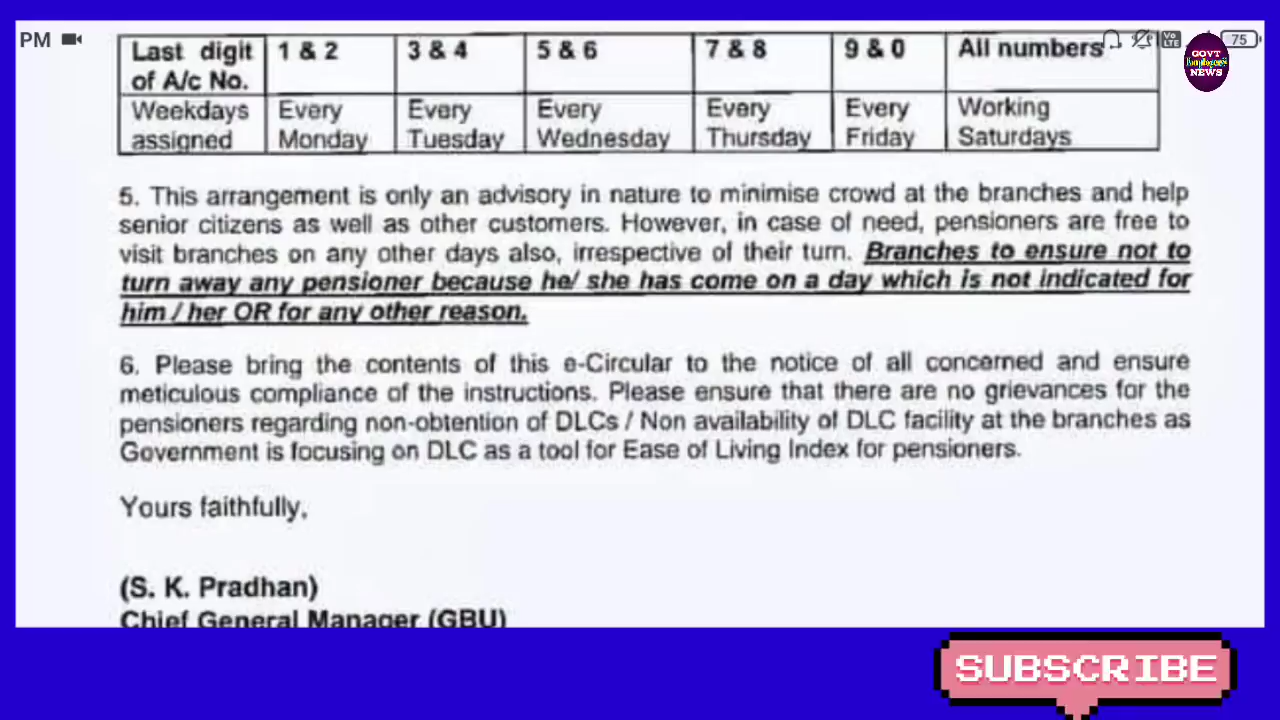 PM
Vo LTE
75
GOVT
Employees
NEWS
Last digit of A/c No. 1 & 2 3 & 4 5 & 6 7 & 8 9 & 0 All numbers
Weekdays assigned Every Monday Every Tuesday Every Wednesday Every Thursday Every Friday Working Saturdays
5. This arrangement is only an advisory in nature to minimise crowd at the branches and help
senior citizens as well as other customers. However, in case of need, pensioners are free to
visit branches on any other days also, irrespective of their turn. Branches to ensure not to
turn away any pensioner because he/ she has come on a day which is not indicated for
him / her OR for any other reason.
6. Please bring the contents of this e-Circular to the notice of all concerned and ensure
meticulous compliance of the instructions. Please ensure that there are no grievances for the
pensioners regarding non-obtention of DLCs / Non availability of DLC facility at the branches as
Government is focusing on DLC as a tool for Ease of Living Index for pensioners.
Yours faithfully,
(S. K. Pradhan)
Chief General Manager (GBU)
SUBSCRIBE